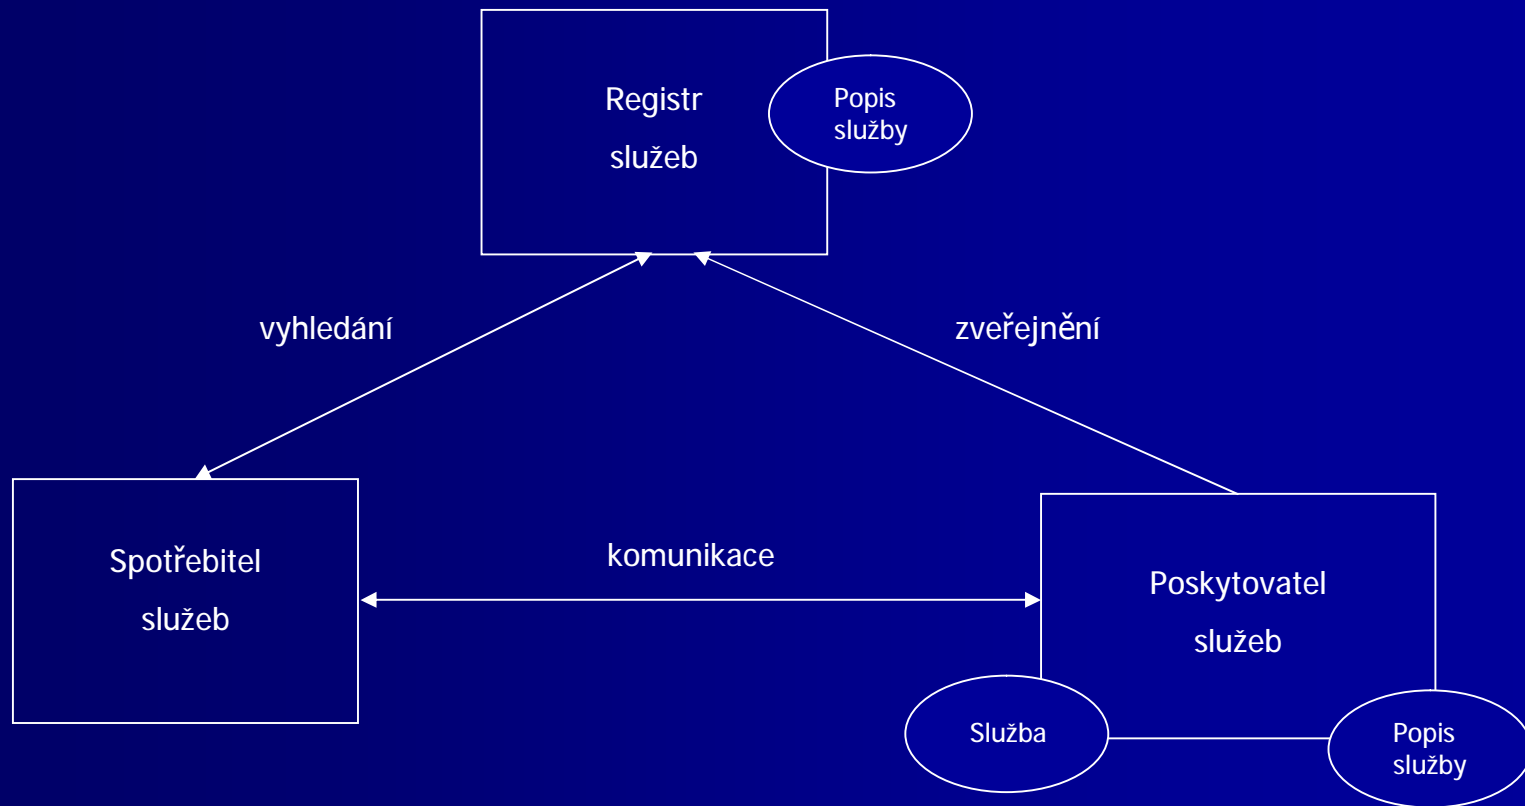 Registr
služeb
Popis
služby
vyhledání
zveřejnění
Spotřebitel
služeb
komunikace
Poskytovatel
služeb
Služba
Popis
služby